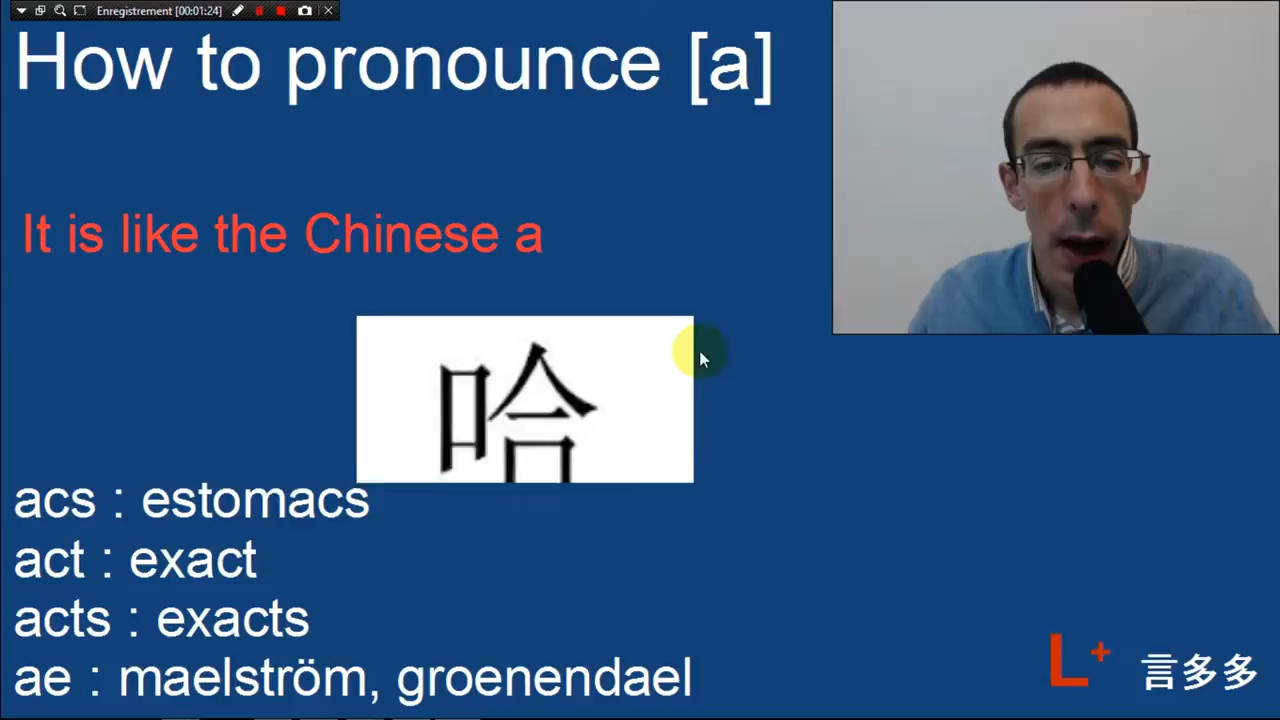 Enregistrement [00:01:24]
How to pronounce [a]
It is like the Chinese a
哈
acs : estomacs
act : exact
acts : exacts
ae : maelström, groenendael
L+ 言多多